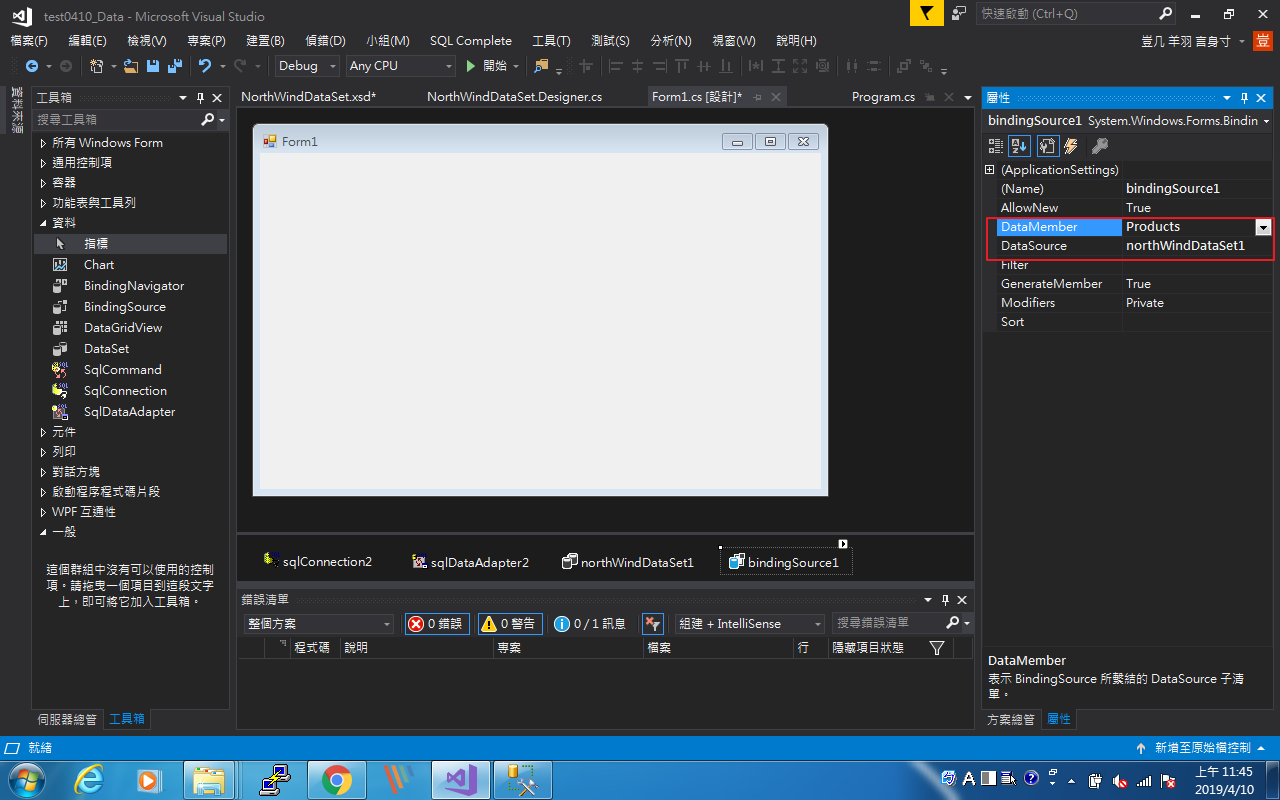 test0410_Data - Microsoft Visual Studio
快速啟動 (Ctrl+Q)
檔案(F) 編輯(E) 檢視(V) 專案(P) 建置(B) 偵錯(D) 小組(M) SQL Complete 工具(T) 測試(S) 分析(N) 視窗(W) 說明(H)
豈几 羊羽 言身寸
豈
Debug Any CPU 開始
資料來源
工具箱
搜尋工具箱
所有 Windows Form
通用控制項
容器
功能表與工具列
資料
指標
Chart
BindingNavigator
BindingSource
DataGridView
DataSet
SqlCommand
SqlConnection
SqlDataAdapter
元件
列印
對話方塊
啟動程序程式碼片段
WPF 互通性
一般
這個群組中沒有可以使用的控制
項。請拖曳一個項目到這段文字
上，即可將它加入工具箱。
伺服器總管 工具箱
NorthWindDataSet.xsd* NorthWindDataSet.Designer.cs Form1.cs [設計]* Program.cs
Form1
sqlConnection2 sqlDataAdapter2 northWindDataSet1 bindingSource1
錯誤清單
整個方案 0 錯誤 0 警告 0 / 1 訊息 組建 + IntelliSense 搜尋錯誤清單
程式碼 說明 專案 檔案 行 隱藏項目狀態
屬性
bindingSource1 System.Windows.Forms.Bindin
(ApplicationSettings)
(Name) bindingSource1
AllowNew True
DataMember Products
DataSource northWindDataSet1
Filter
GenerateMember True
Modifiers Private
Sort
DataMember
表示 BindingSource 所繫結的 DataSource 子清
單。
方案總管 屬性
就緒
新增至原始檔控制
A
上午 11:45
2019/4/10